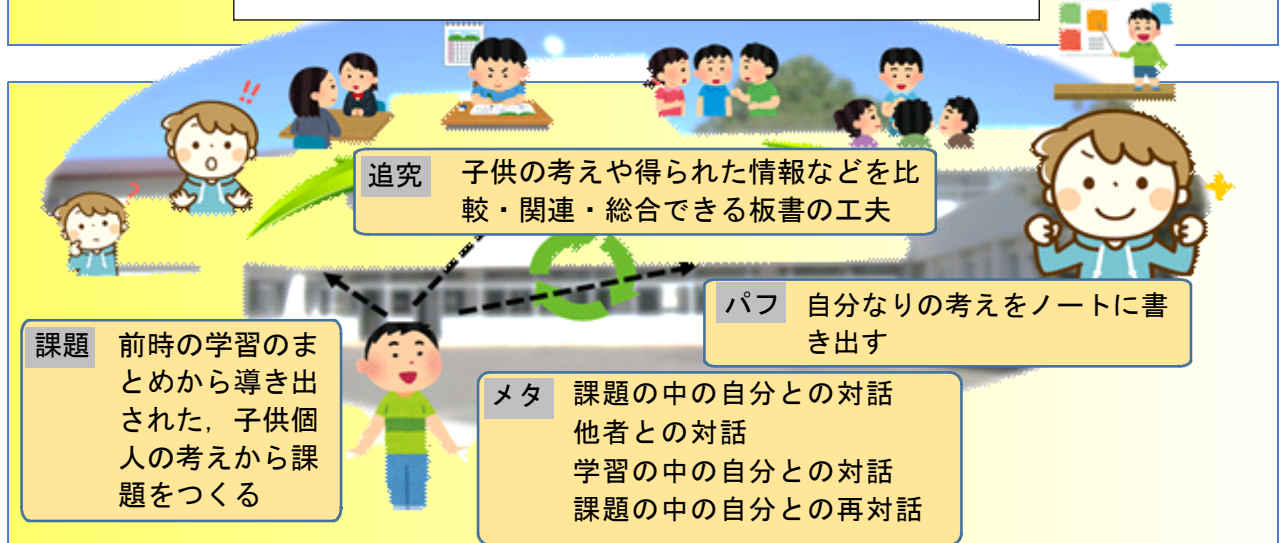 追究 子供の考えや得られた情報などを比
較・関連・総合できる板書の工夫
パフ 自分なりの考えをノートに書
き出す
課題 前時の学習のま
とめから導き出
された，子供個
人の考えから課
題をつくる
メタ 課題の中の自分との対話
他者との対話
学習の中の自分との対話
課題の中の自分との再対話